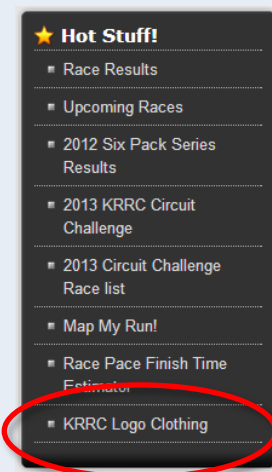 Hot Stuff!
Race Results
Upcoming Races
2012 Six Pack Series
Results
2013 KRRC Circuit
Challenge
2013 Circuit Challenge
Race list
Map My Run!
Race Pace Finish Time
Estimator
KRRC Logo Clothing